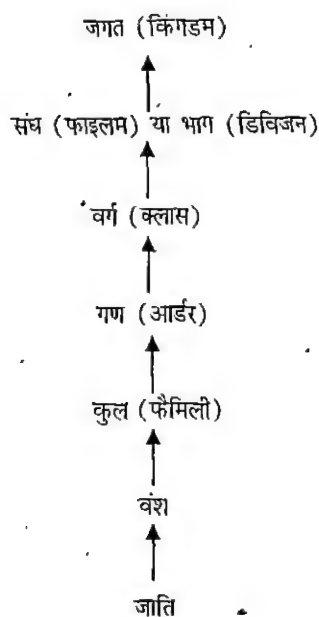 जगत (किंगडम)
संघ (फाइलम) या भाग (डिविजन)
वर्ग (क्लास)
गण (आर्डर)
कुल (फैमिली)
वंश
जाति